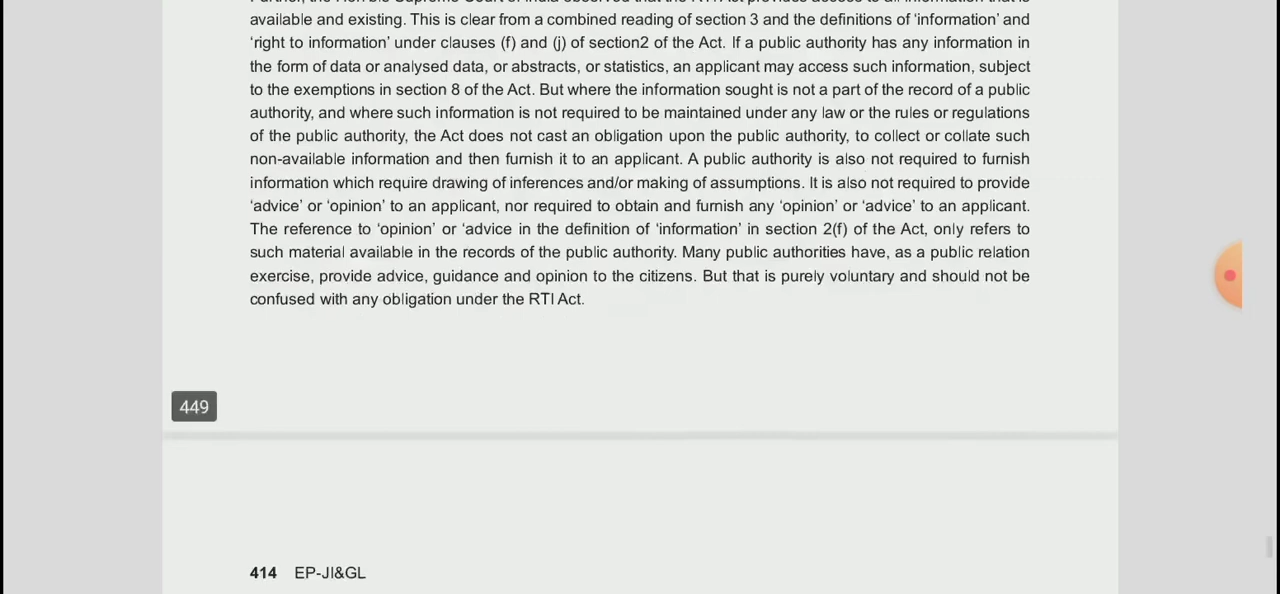 available and existing. This is clear from a combined reading of section 3 and the definitions of ‘information’ and
‘right to information’ under clauses (f) and (j) of section2 of the Act. If a public authority has any information in
the form of data or analysed data, or abstracts, or statistics, an applicant may access such information, subject
to the exemptions in section 8 of the Act. But where the information sought is not a part of the record of a public
authority, and where such information is not required to be maintained under any law or the rules or regulations
of the public authority, the Act does not cast an obligation upon the public authority, to collect or collate such
non-available information and then furnish it to an applicant. A public authority is also not required to furnish
information which require drawing of inferences and/or making of assumptions. It is also not required to provide
‘advice’ or ‘opinion’ to an applicant, nor required to obtain and furnish any ‘opinion’ or ‘advice’ to an applicant.
The reference to ‘opinion’ or ‘advice in the definition of ‘information’ in section 2(f) of the Act, only refers to
such material available in the records of the public authority. Many public authorities have, as a public relation
exercise, provide advice, guidance and opinion to the citizens. But that is purely voluntary and should not be
confused with any obligation under the RTI Act.
449
414 EP-JI&GL